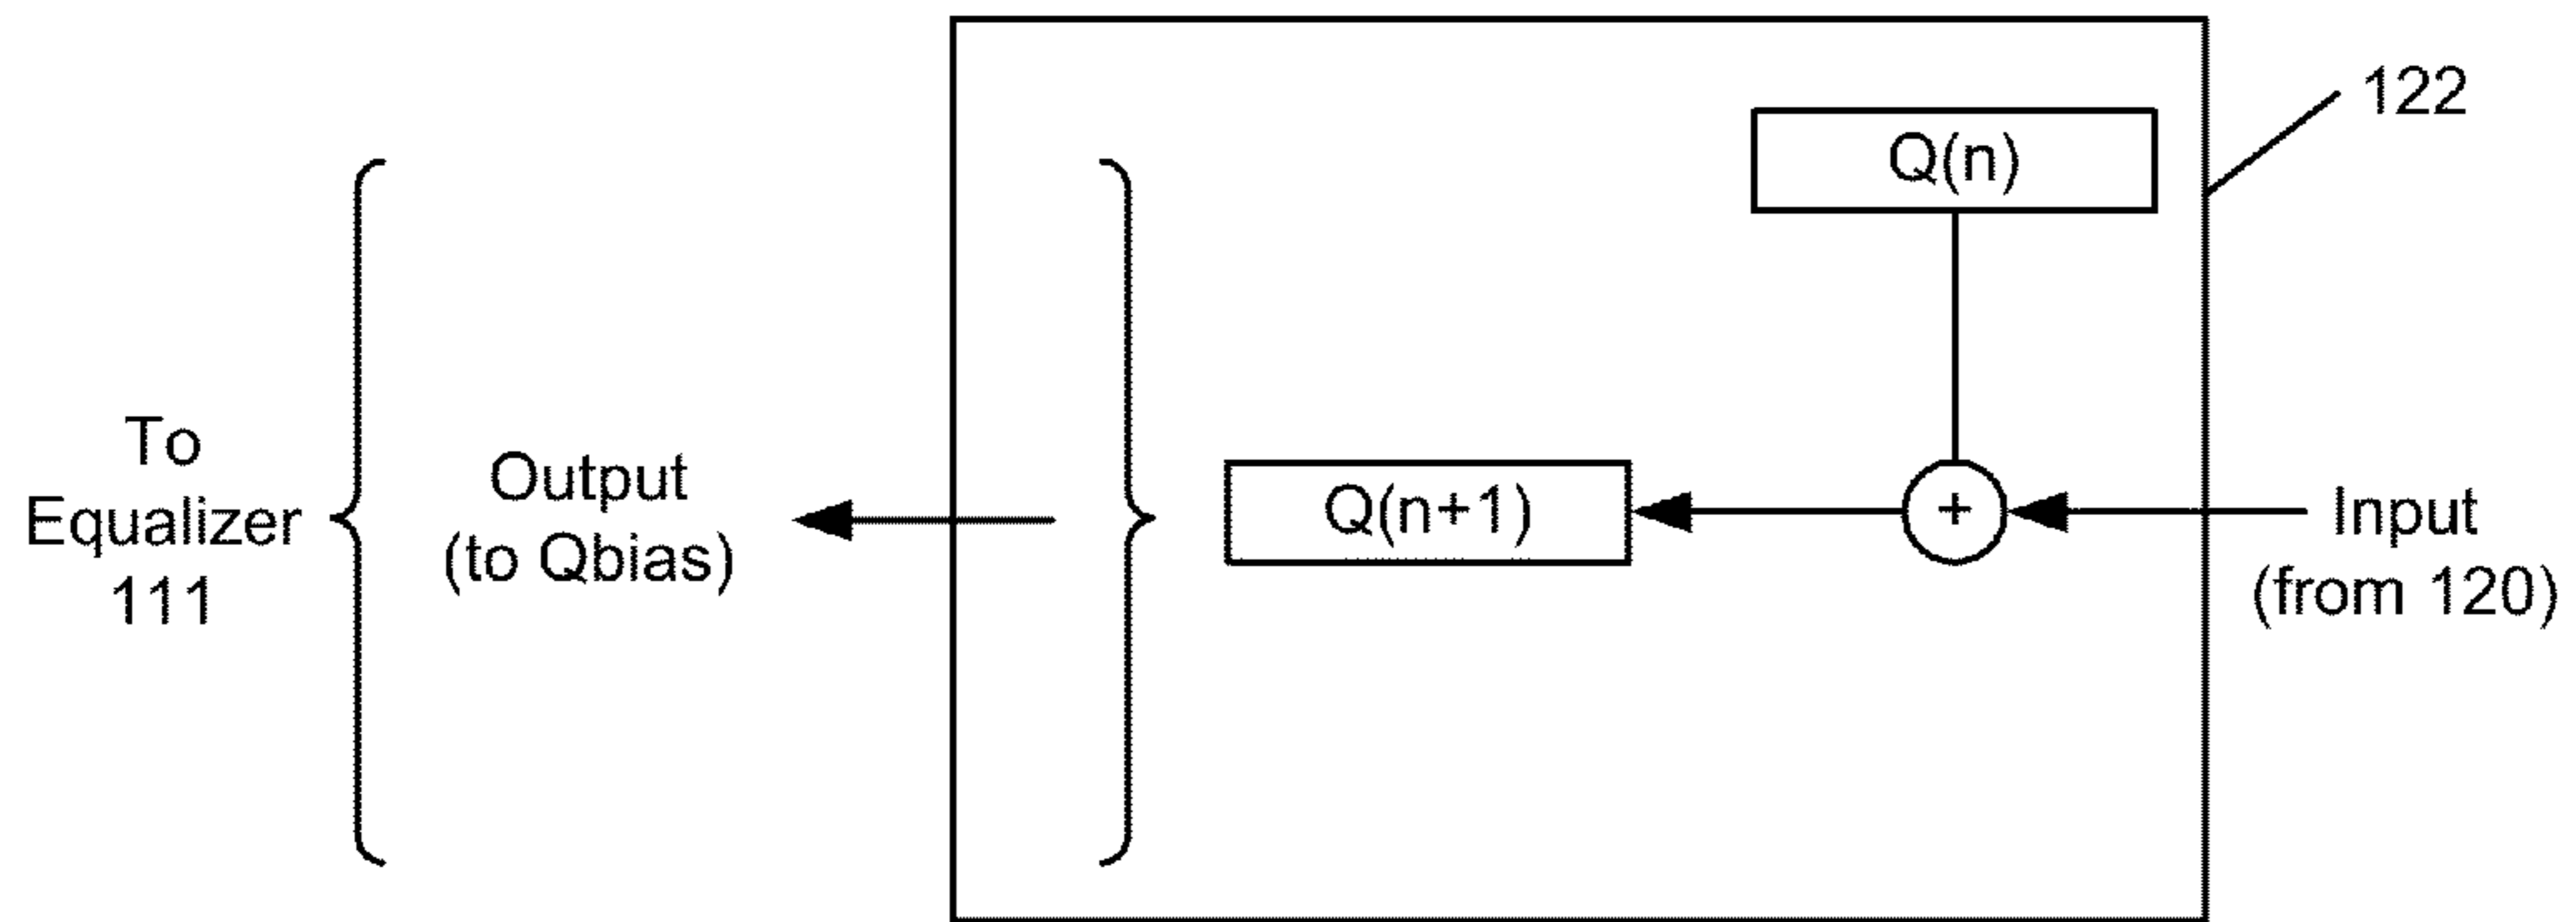 122
Q(n)
To
Equalizer
111
Output
(to Qbias)
Q(n+1)
+
Input
(from 120)